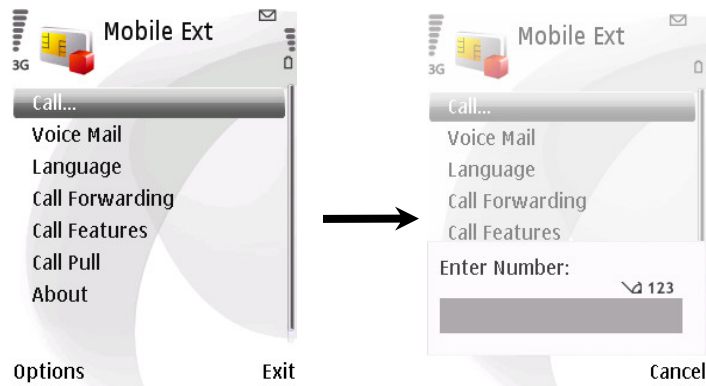 Mobile Ext
3G
Call...
Voice Mail
Language
Call Forwarding
Call Features
Call Pull
About
Options Exit
Mobile Ext
3G
Call...
Voice Mail
Language
Call Forwarding
Call Features
Enter Number:
123
Cancel